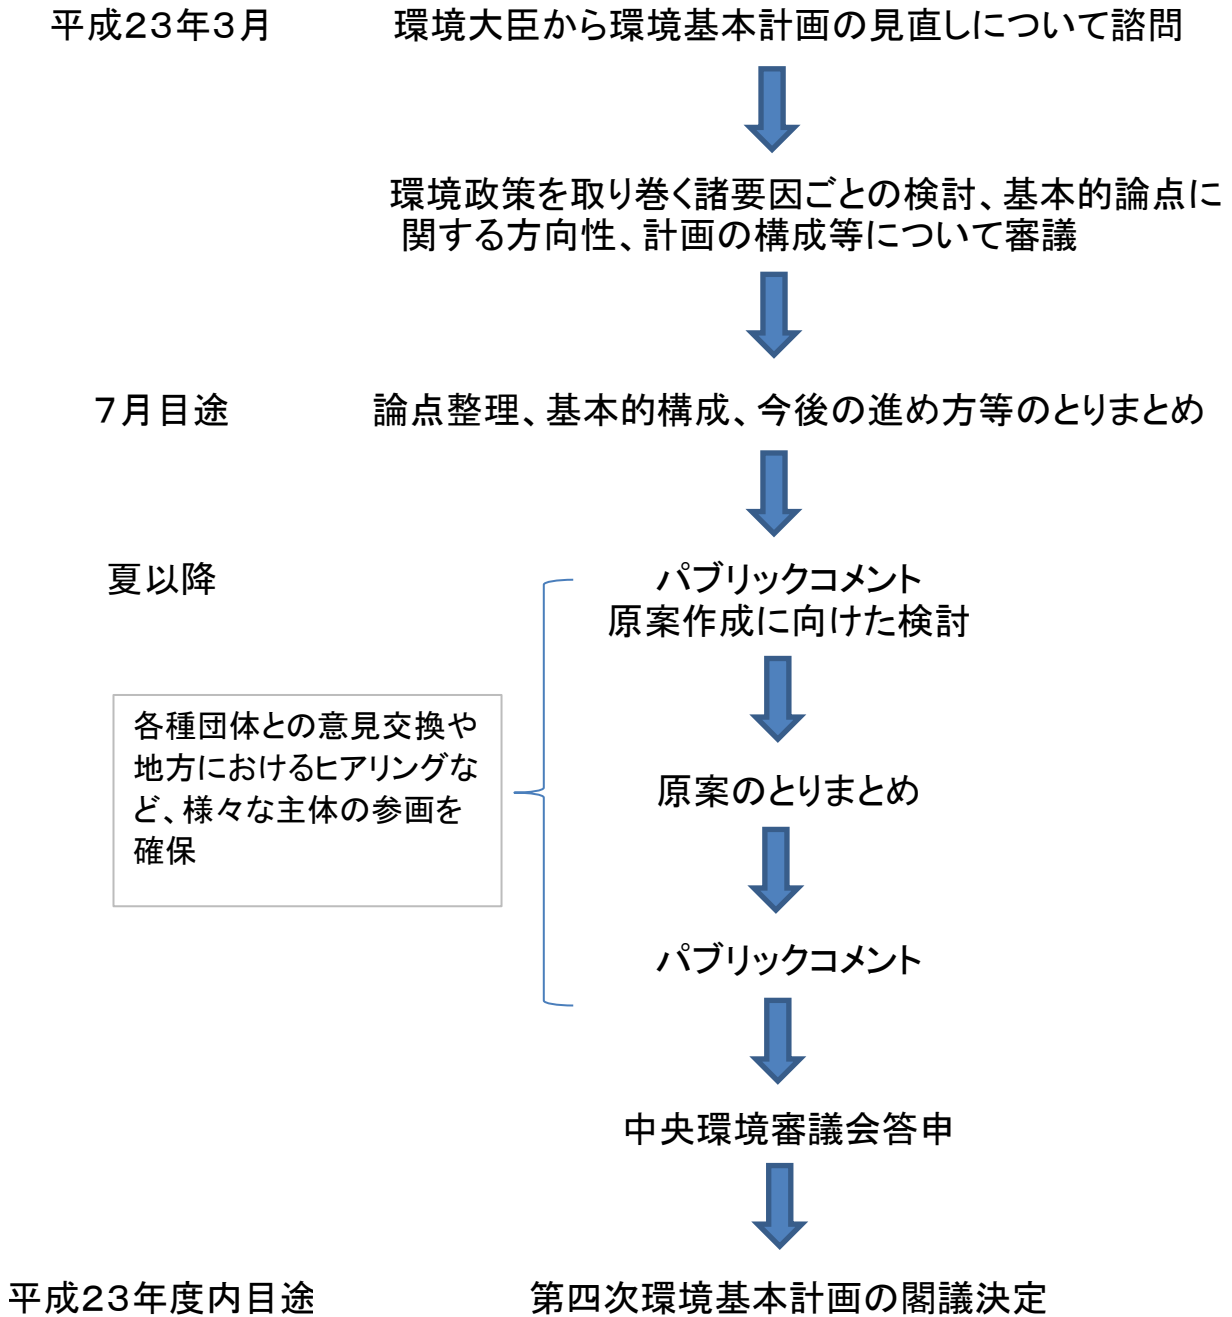 平成23年3月　環境大臣から環境基本計画の見直しについて諮問
環境政策を取り巻く諸要因ごとの検討、基本的論点に
関する方向性、計画の構成等について審議
7月目途　論点整理、基本的構成、今後の進め方等のとりまとめ
夏以降　パブリックコメント
原案作成に向けた検討
各種団体との意見交換や
地方におけるヒアリングな
ど、様々な主体の参画を
確保
原案のとりまとめ
パブリックコメント
中央環境審議会答申
平成23年度内目途　第四次環境基本計画の閣議決定